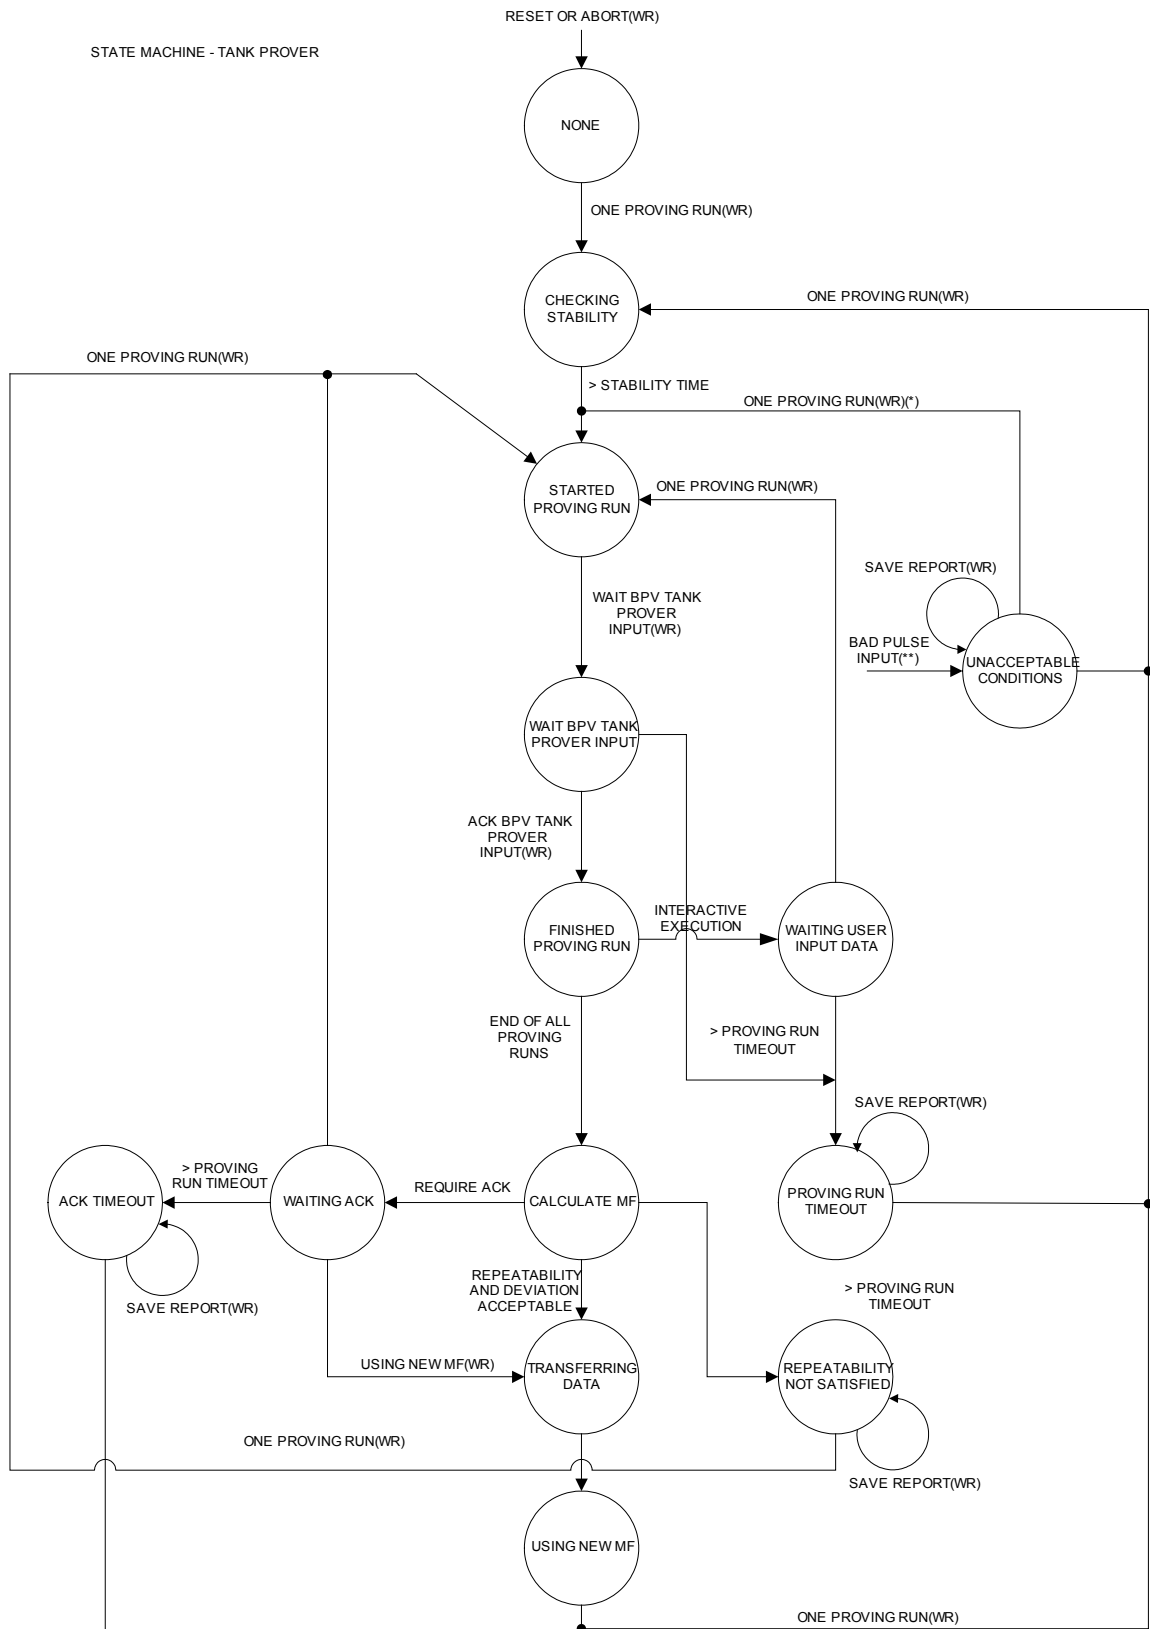 RESET OR ABORT(WR)
STATE MACHINE - TANK PROVER
NONE
ONE PROVING RUN(WR)
CHECKING
STABILITY
ONE PROVING RUN(WR)
ONE PROVING RUN(WR)
> STABILITY TIME
ONE PROVING RUN(WR)(*)
STARTED
PROVING RUN
ONE PROVING RUN(WR)
SAVE REPORT(WR)
WAIT BPV TANK
PROVER
INPUT(WR)
BAD PULSE
INPUT(**)
UNACCEPTABLE
CONDITIONS
WAIT BPV TANK
PROVER INPUT
ACK BPV TANK
PROVER
INPUT(WR)
FINISHED
PROVING RUN
INTERACTIVE
EXECUTION
WAITING USER
INPUT DATA
END OF ALL
PROVING
RUNS
> PROVING RUN
TIMEOUT
SAVE REPORT(WR)
ACK TIMEOUT
> PROVING
RUN TIMEOUT
WAITING ACK
REQUIRE ACK
CALCULATE MF
PROVING RUN
TIMEOUT
SAVE REPORT(WR)
REPEATABILITY
AND DEVIATION
ACCEPTABLE
> PROVING RUN
TIMEOUT
USING NEW MF(WR)
TRANSFERRING
DATA
REPEATABILITY
NOT SATISFIED
ONE PROVING RUN(WR)
SAVE REPORT(WR)
USING NEW MF
ONE PROVING RUN(WR)